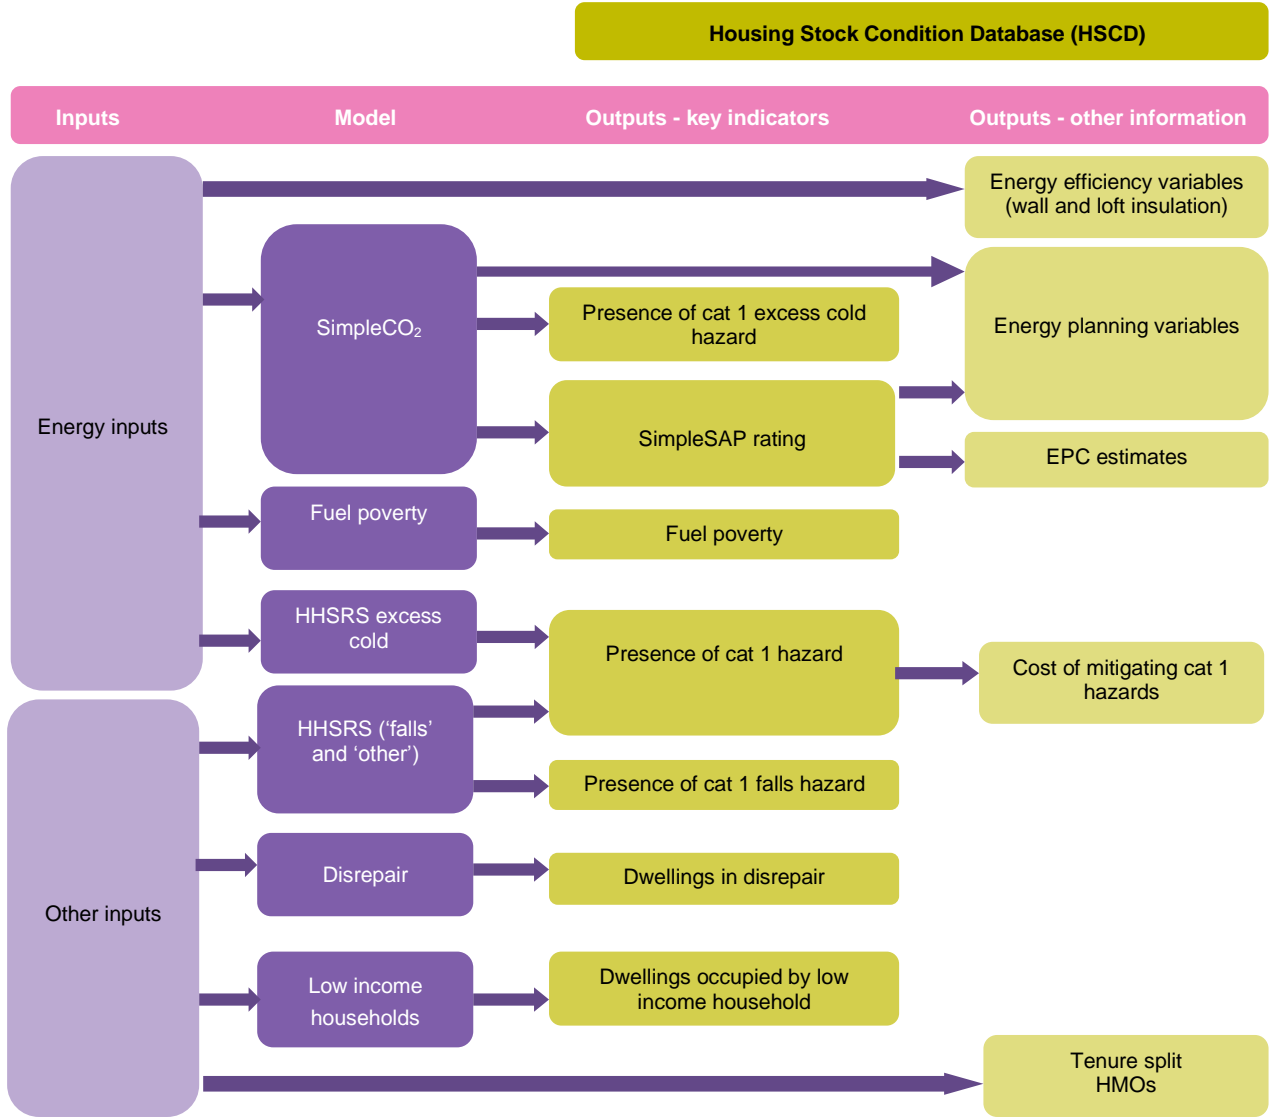 Housing Stock Condition Database (HSCD)
Inputs
Model
Outputs - key indicators
Outputs - other information
Energy inputs
Energy efficiency variables
(wall and loft insulation)
SimpleCO₂
Presence of cat 1 excess cold
hazard
Energy planning variables
SimpleSAP rating
EPC estimates
Fuel poverty
Fuel poverty
HHSRS excess
cold
Presence of cat 1 hazard
Cost of mitigating cat 1
hazards
Other inputs
HHSRS (‘falls’
and ‘other’)
Presence of cat 1 falls hazard
Disrepair
Dwellings in disrepair
Low income
households
Dwellings occupied by low
income household
Tenure split
HMOs